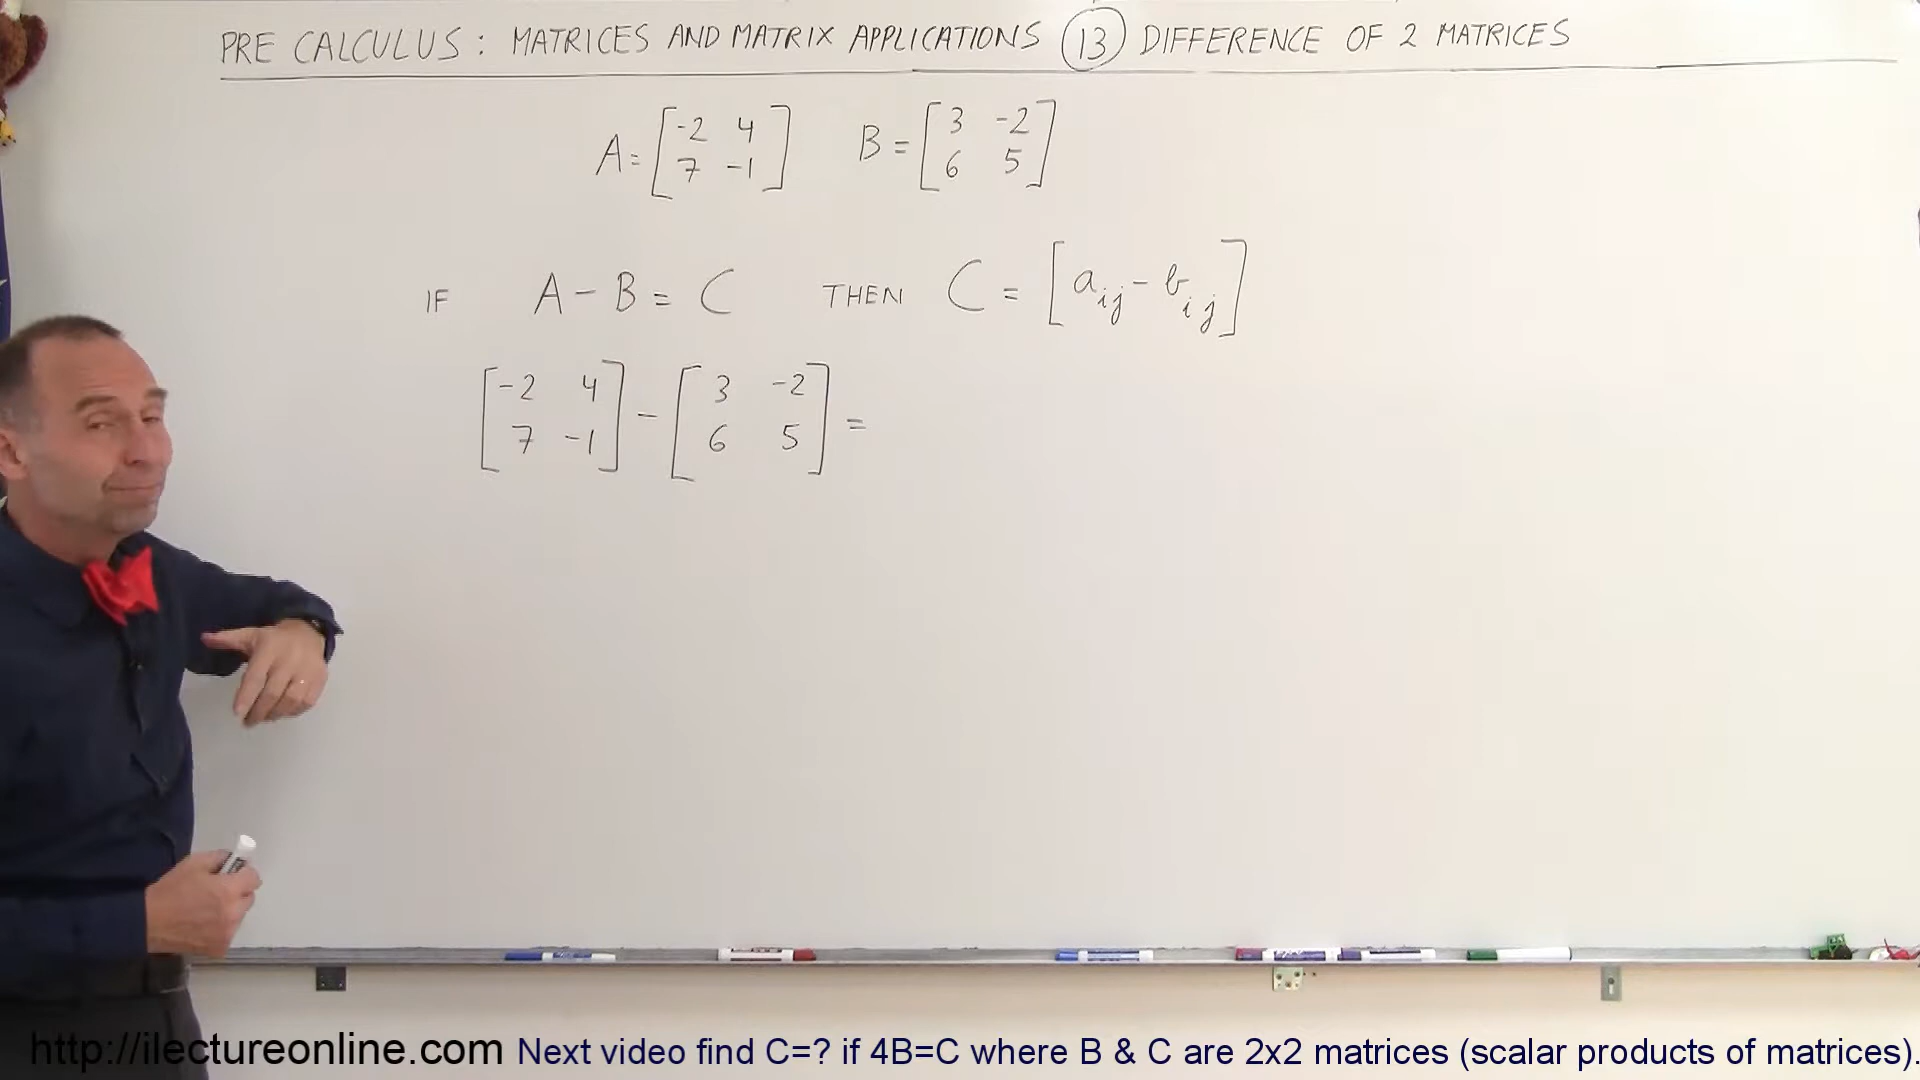 PRE CALCULUS: MATRICES AND MATRIX APPLICATIONS 13 DIFFERENCE OF 2 MATRICES
A = [-2 4 B = [3 -2
7 -1] 6 5]
IF A - B = C THEN C = [a_ij - b_ij]
[-2 4 - [3 -2 =
7 -1] 6 5]
http://ilectureonline.com Next video find C=? if 4B=C where B & C are 2x2 matrices (scalar products of matrices).